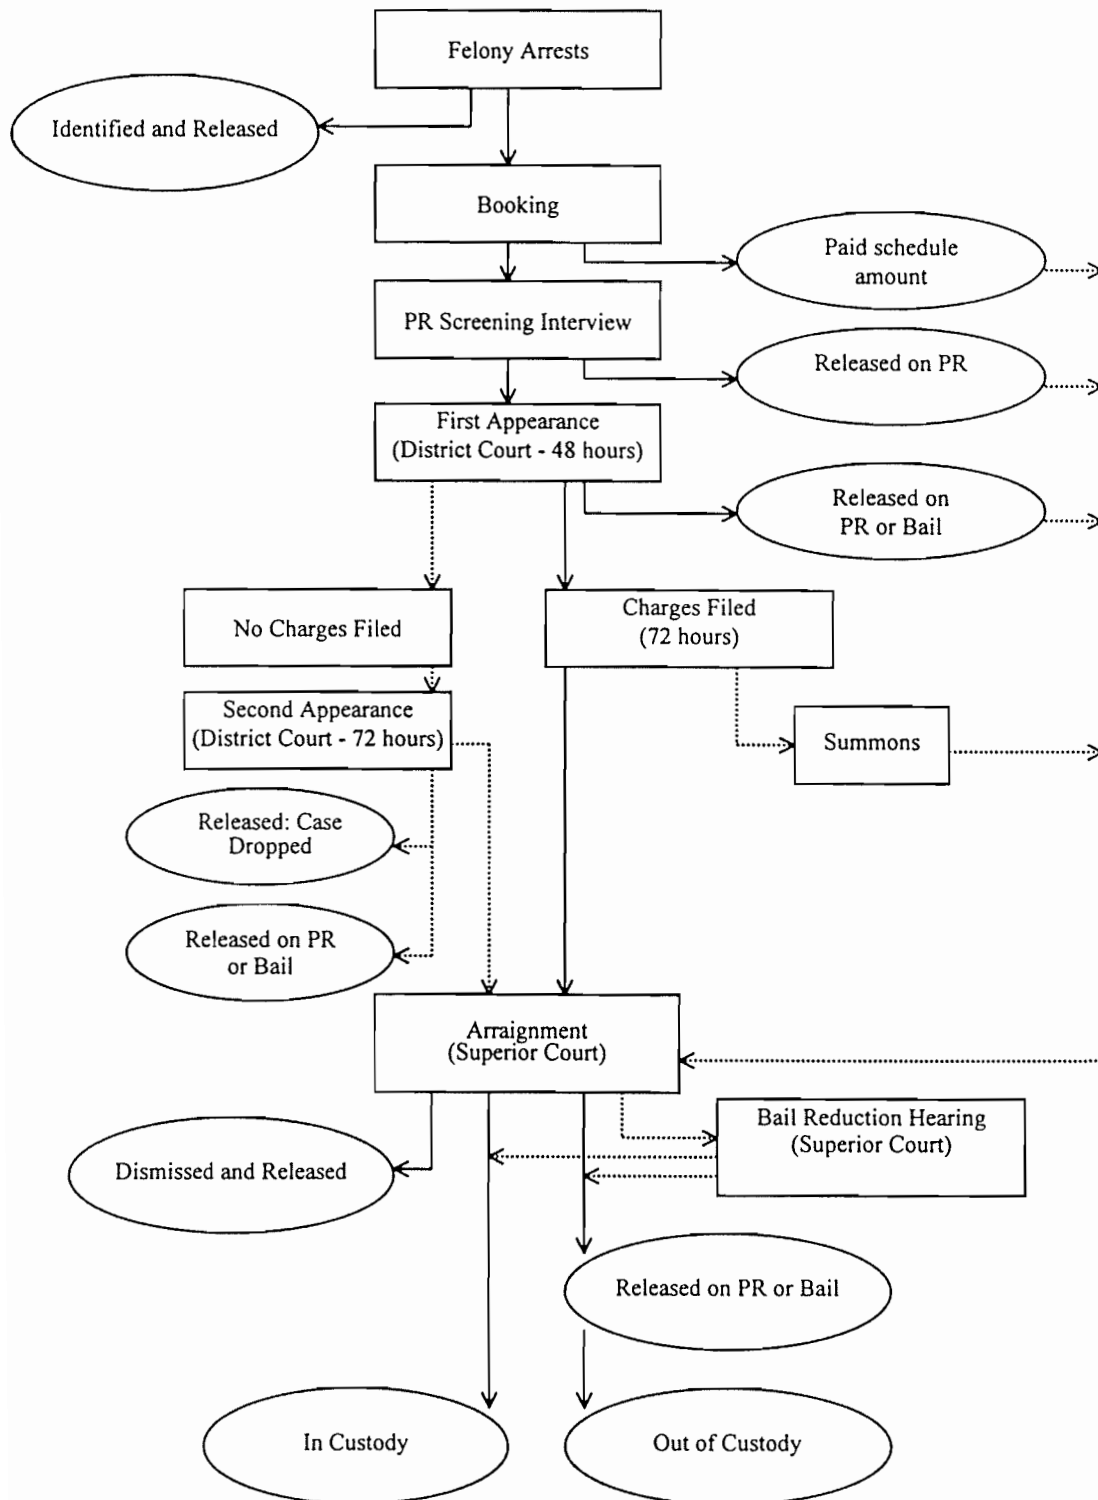 Felony Arrests
Identified and Released
Booking
Paid schedule
amount
PR Screening Interview
Released on PR
First Appearance
(District Court - 48 hours)
Released on
PR or Bail
No Charges Filed
Charges Filed
(72 hours)
Second Appearance
(District Court - 72 hours)
Summons
Released: Case
Dropped
Released on PR
or Bail
Arraignment
(Superior Court)
Bail Reduction Hearing
(Superior Court)
Dismissed and Released
Released on PR or Bail
In Custody
Out of Custody